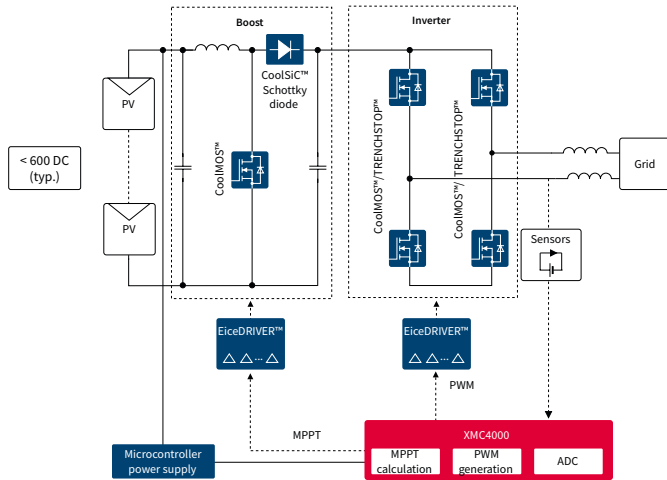 Boost
Inverter
CoolSiC™
Schottky
diode
PV
CoolMOS™
CoolMOS™/TRENCHSTOP™
CoolMOS™/ TRENCHSTOP™
< 600 DC
(typ.)
Grid
PV
Sensors
EiceDRIVER™
...
EiceDRIVER™
...
PWM
MPPT
XMC4000
Microcontroller
power supply
MPPT
calculation
PWM
generation
ADC